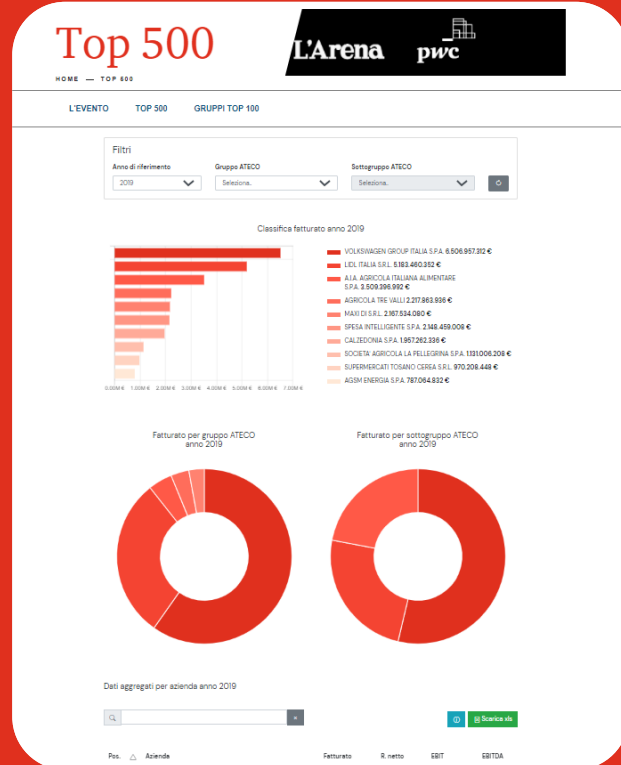 Top 500
L'Arena
pwc
HOME — TOP 500
L'EVENTO TOP 500 GRUPPI TOP 100
Filtri
Anno di riferimento Gruppo ATECO Sottogruppo ATECO
2019 Seleziona.. Seleziona..
Classifica fatturato anno 2019
VOLKSWAGEN GROUP ITALIA S.P.A. 6.506.957.312 €
LIDL ITALIA S.R.L. 5.183.460.352 €
A.I.A. AGRICOLA ITALIANA ALIMENTARE
S.P.A. 3.509.396.992 €
AGRICOLA TRE VALLI 2.217.863.936 €
MAXI DI S.R.L. 2.167.534.080 €
SPESA INTELLIGENTE S.P.A. 2.148.459.008 €
CALZEDONIA S.P.A. 1.957.262.336 €
SOCIETA' AGRICOLA LA PELLEGRINA S.P.A. 1.131.006.208 €
SUPERMERCATI TOSANO CEREA S.R.L. 970.208.448 €
AGSM ENERGIA S.P.A. 787.064.832 €
0.00M € 1.00M € 2.00M € 3.00M € 4.00M € 5.00M € 6.00M € 7.00M €
Fatturato per gruppo ATECO
anno 2019
Fatturato per sottogruppo ATECO
anno 2019
Dati aggregati per azienda anno 2019
Scarica xls
Pos. Azienda Fatturato R. netto EBIT EBITDA